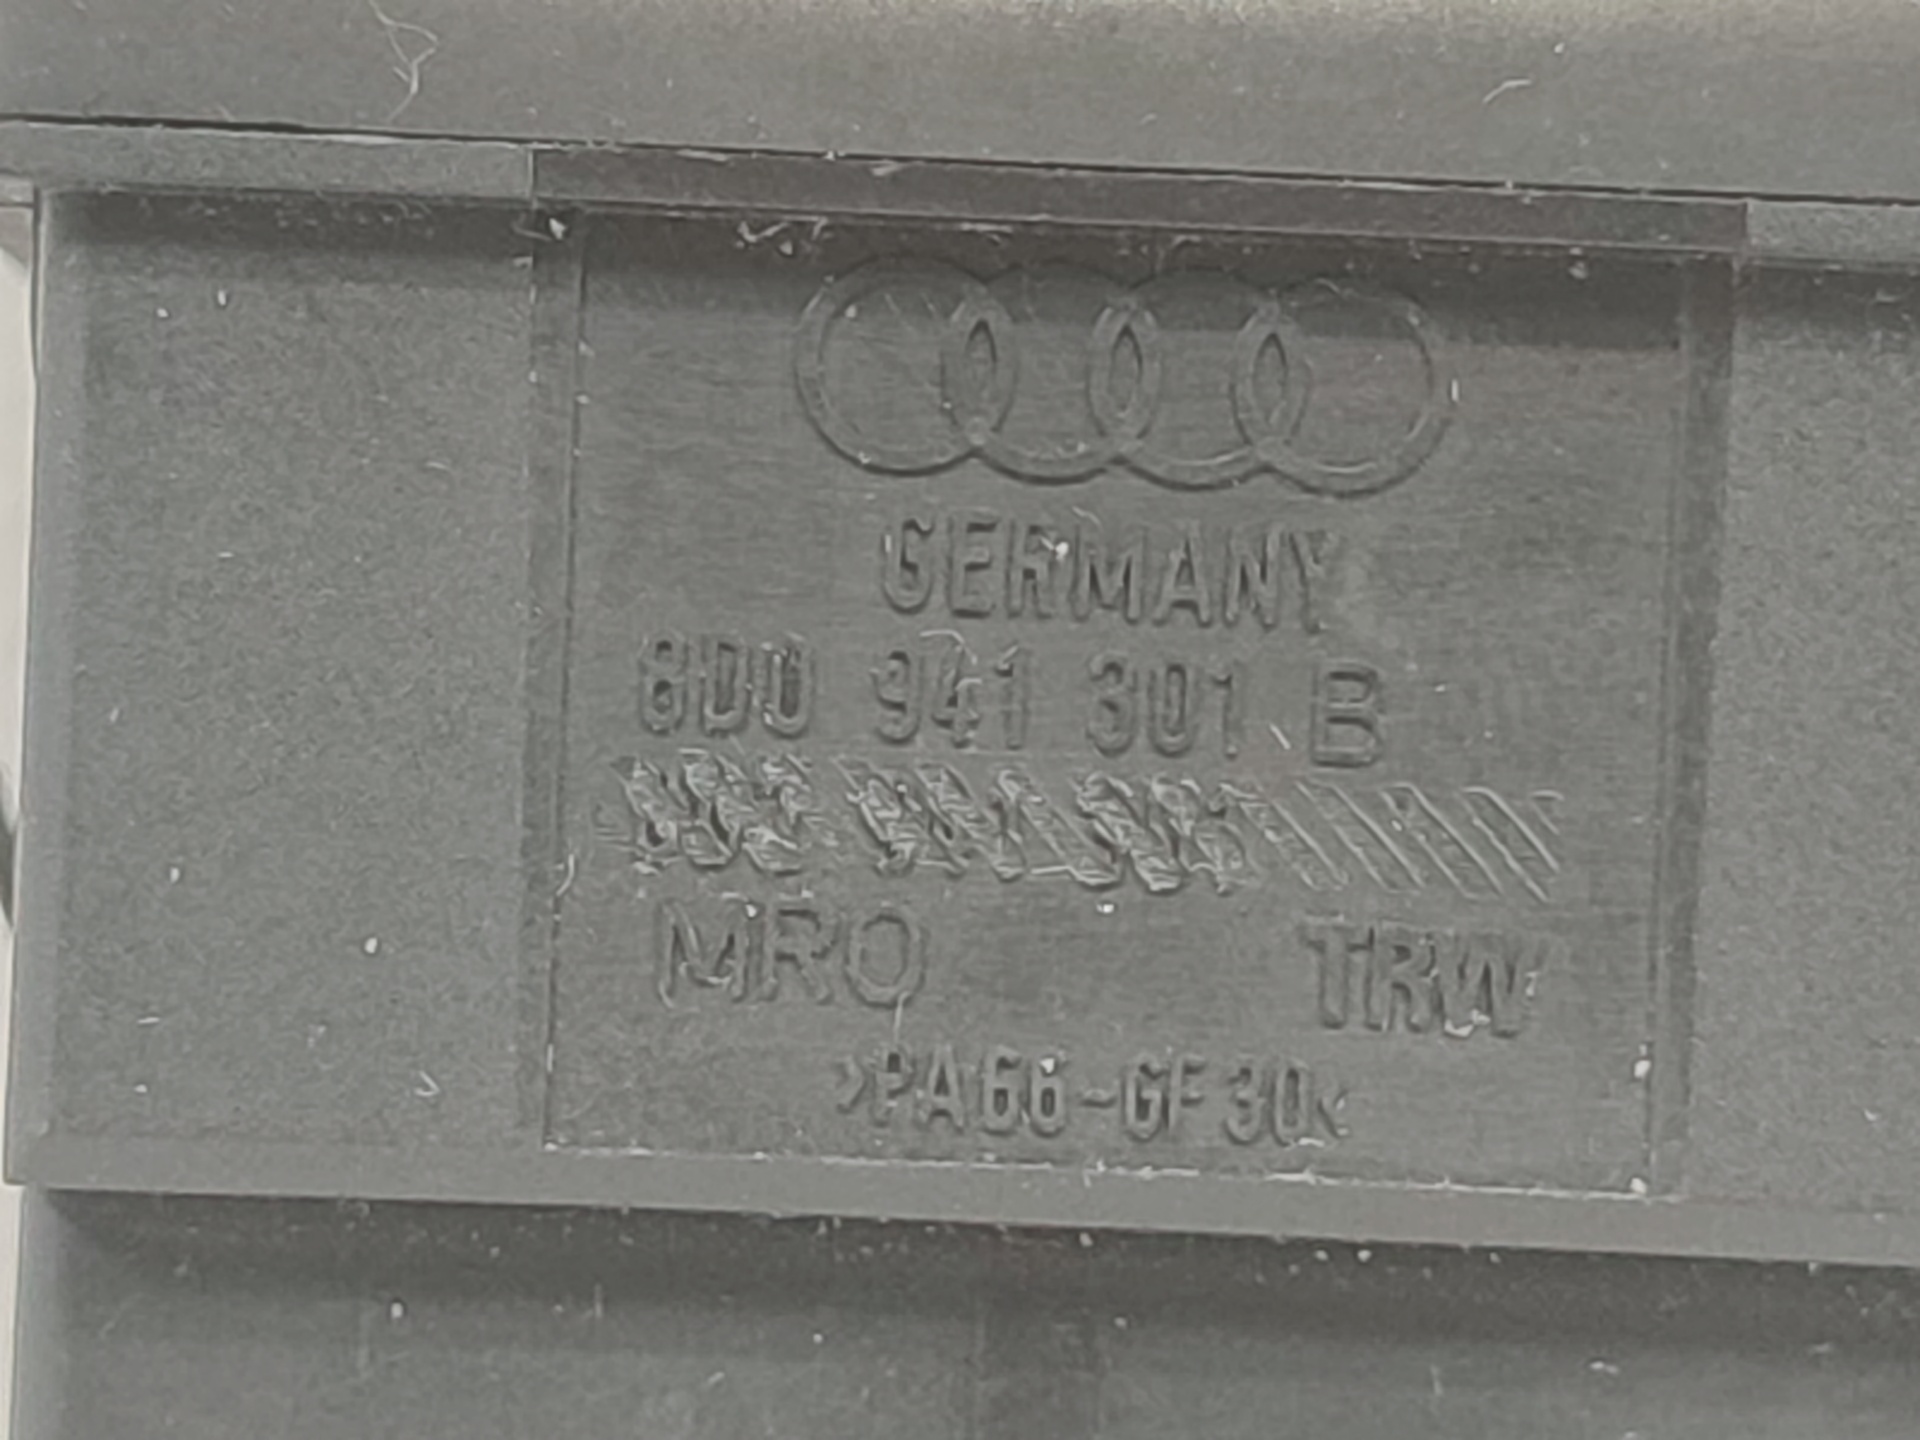 GERMANY
8D0 941 301 B
MRO TRW
>PA66-GF30<